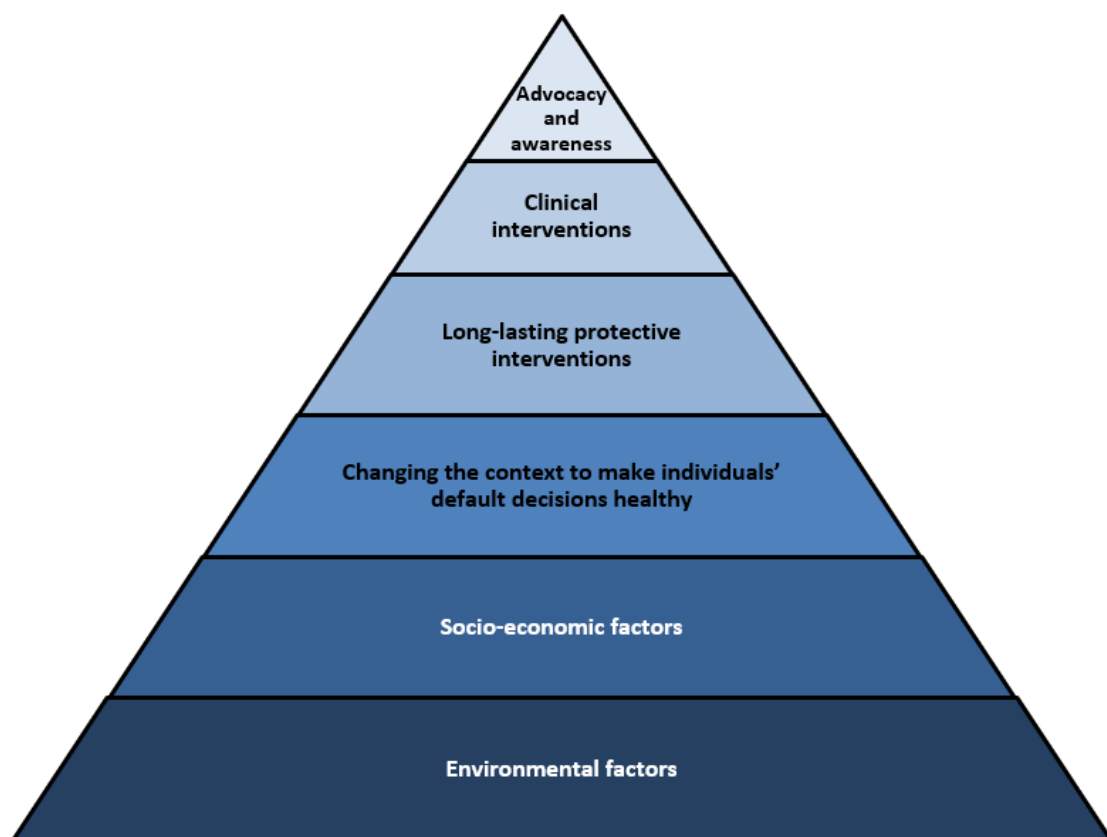 Advocacy
and
awareness
Clinical
interventions
Long-lasting protective
interventions
Changing the context to make individuals’
default decisions healthy
Socio-economic factors
Environmental factors